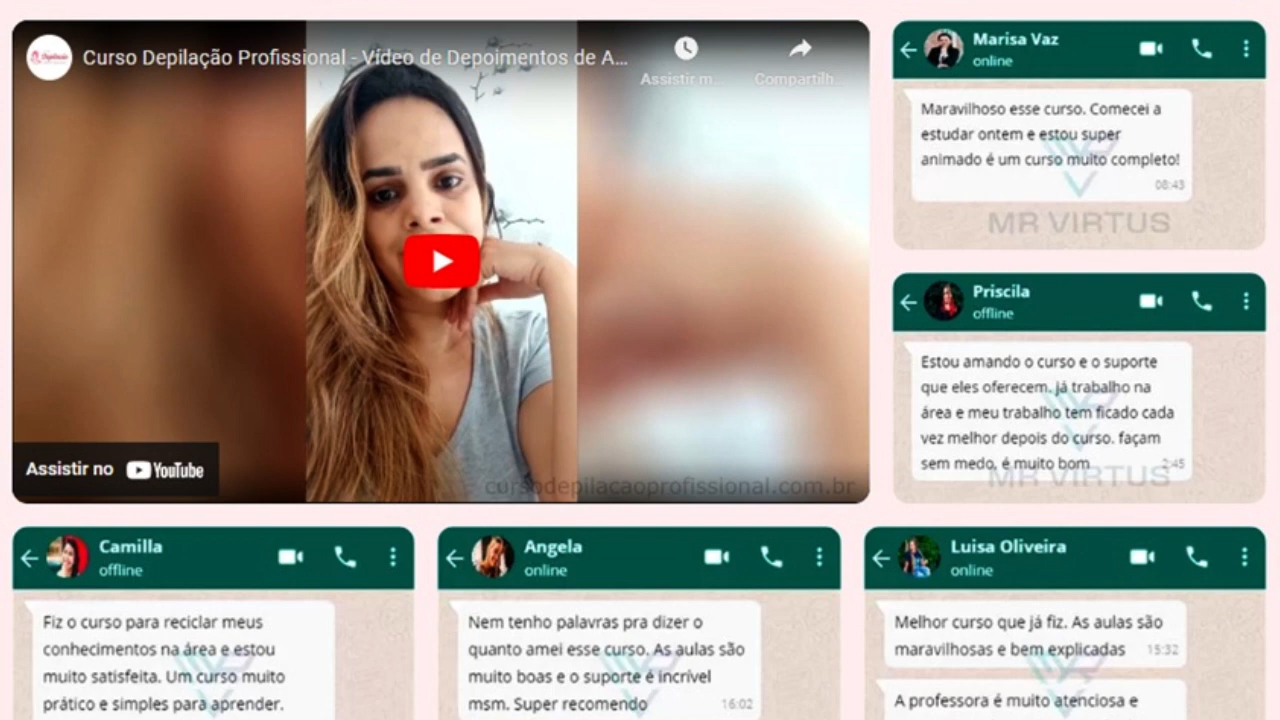 Curso Depilação Profissional - Vídeo de Depoimentos de A...
Assistir m...
Compartilh...
Assistir no YouTube
cursodepilacaoprofissional.com.br
Marisa Vaz
online
Maravilhoso esse curso. Comecei a
estudar ontem e estou super
animado é um curso muito completo!
08:43
MR VIRTUS
Priscila
offline
Estou amando o curso e o suporte
que eles oferecem. já trabalho na
área e meu trabalho tem ficado cada
vez melhor depois do curso. façam
sem medo, é muito bom
2:45
MR VIRTUS
Camilla
offline
Fiz o curso para reciclar meus
conhecimentos na área e estou
muito satisfeita. Um curso muito
prático e simples para aprender.
Angela
online
Nem tenho palavras pra dizer o
quanto amei esse curso. As aulas são
muito boas e o suporte é incrível
msm. Super recomendo
16:02
Luisa Oliveira
online
Melhor curso que já fiz. As aulas são
maravilhosas e bem explicadas
15:32
A professora é muito atenciosa e